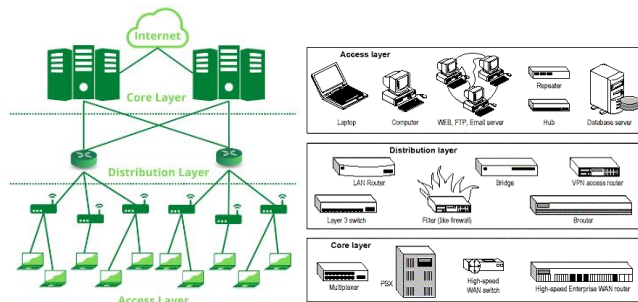 Internet
Core Layer
Distribution Layer
Access Layer
Access layer
Laptop
Computer
WEB, FTP, Email server
Repeater
Hub
Database server
Distribution layer
LAN Router
Bridge
VPN access router
Layer 3 switch
Filter (like firewall)
Brouter
Core layer
Multiplexer
PBX
High-speed
WAN switch
High-speed Enterprise WAN router